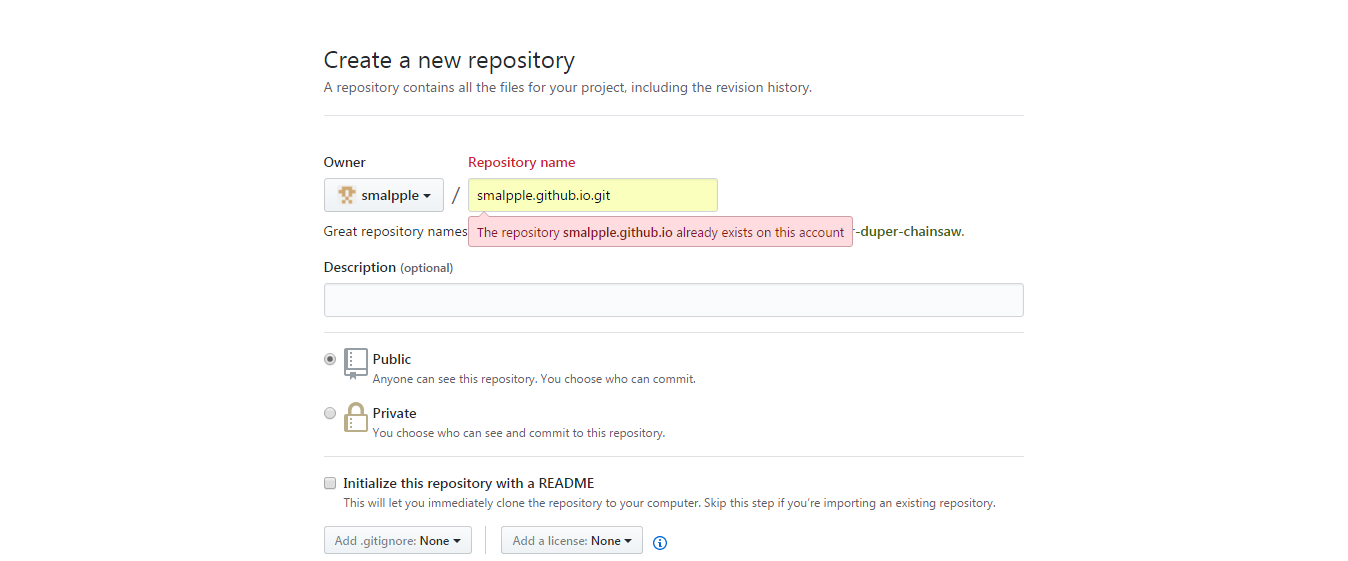 Create a new repository
A repository contains all the files for your project, including the revision history.
Owner Repository name
smalpple / smalpple.github.io.git
Great repository names
The repository smalpple.github.io already exists on this account
-duper-chainsaw.
Description (optional)
Public
Anyone can see this repository. You choose who can commit.
Private
You choose who can see and commit to this repository.
Initialize this repository with a README
This will let you immediately clone the repository to your computer. Skip this step if you’re importing an existing repository.
Add .gitignore: None Add a license: None